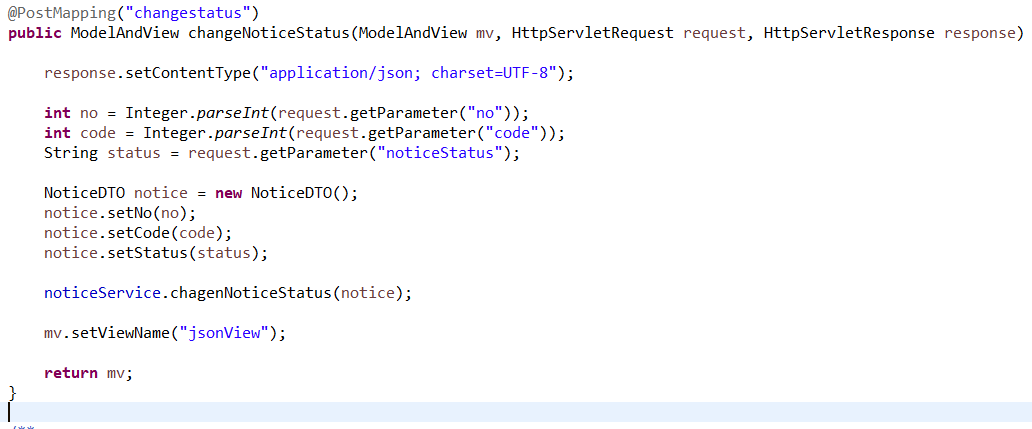 @PostMapping("changestatus")
public ModelAndView changeNoticeStatus(ModelAndView mv, HttpServletRequest request, HttpServletResponse response)
response.setContentType("application/json; charset=UTF-8");
int no = Integer.parseInt(request.getParameter("no"));
int code = Integer.parseInt(request.getParameter("code"));
String status = request.getParameter("noticeStatus");
NoticeDTO notice = new NoticeDTO();
notice.setNo(no);
notice.setCode(code);
notice.setStatus(status);
noticeService.chagenNoticeStatus(notice);
mv.setViewName("jsonView");
return mv;
}
/**